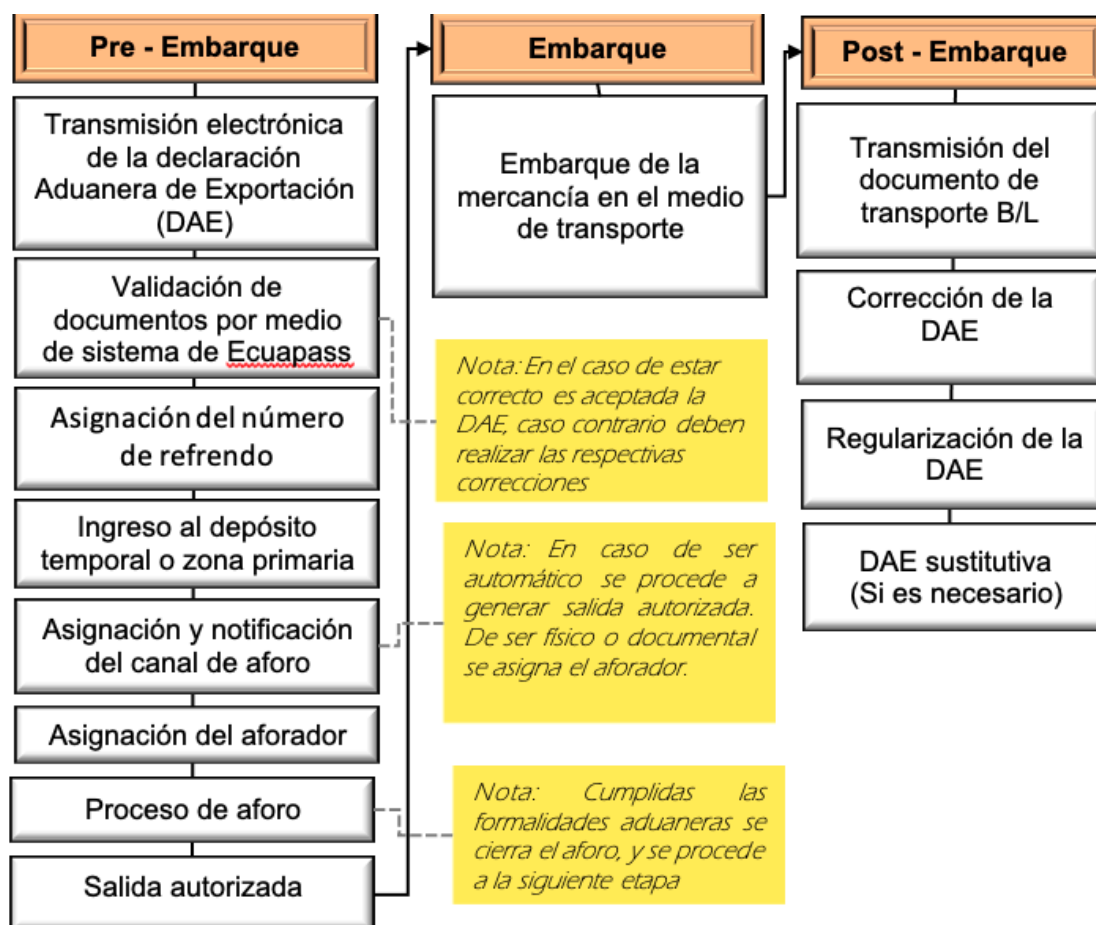 Pre - Embarque
Transmisión electrónica
de la declaración
Aduanera de Exportación
(DAE)
Validación de
documentos por medio
de sistema de Ecuapass
Asignación del número
de refrendo
Ingreso al depósito
temporal o zona primaria
Asignación y notificación
del canal de aforo
Asignación del aforador
Proceso de aforo
Salida autorizada
Embarque
Embarque de la
mercancía en el medio
de transporte
Nota: En el caso de estar
correcto es aceptada la
DAE, caso contrario deben
realizar las respectivas
correcciones
Nota: En caso de ser
automático se procede a
generar salida autorizada.
De ser físico o documental
se asigna el aforador.
Nota: Cumplidas las
formalidades aduaneras se
cierra el aforo, y se procede
a la siguiente etapa
Post - Embarque
Transmisión del
documento de
transporte B/L
Corrección de la
DAE
Regularización de la
DAE
DAE sustitutiva
(Si es necesario)